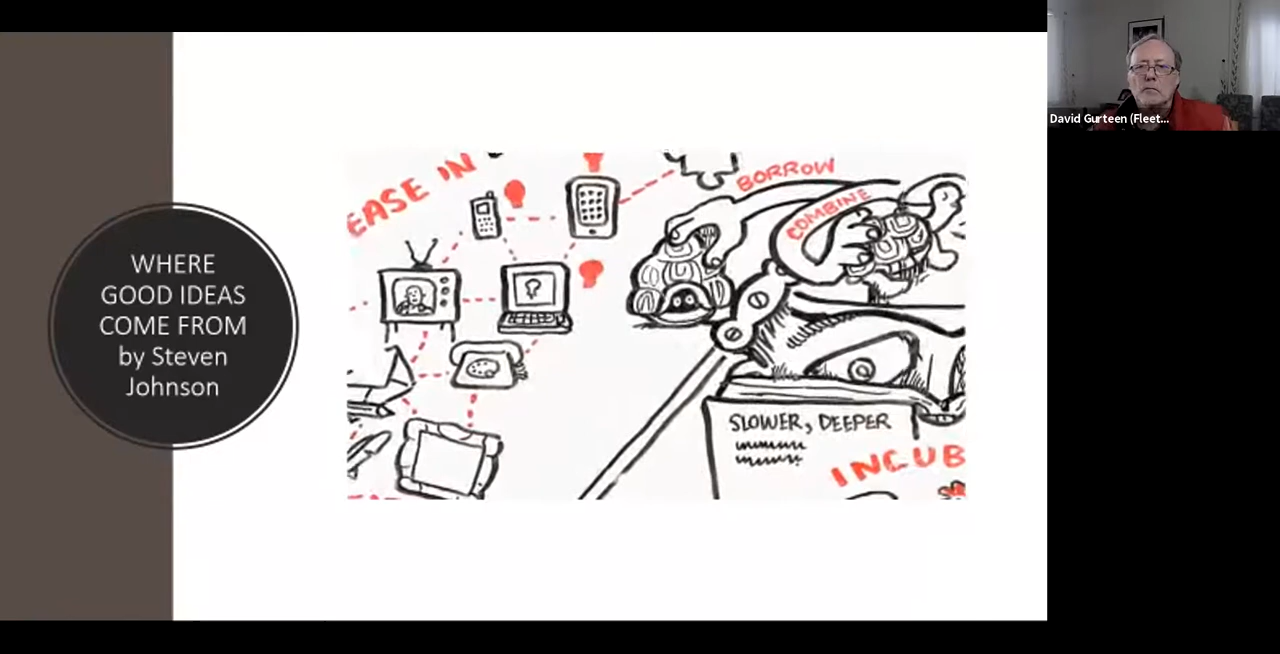 WHERE
GOOD IDEAS
COME FROM
by Steven
Johnson
EASE IN
BORROW
COMBINE
SLOWER, DEEPER
INCUB
David Gurteen (Fleet...